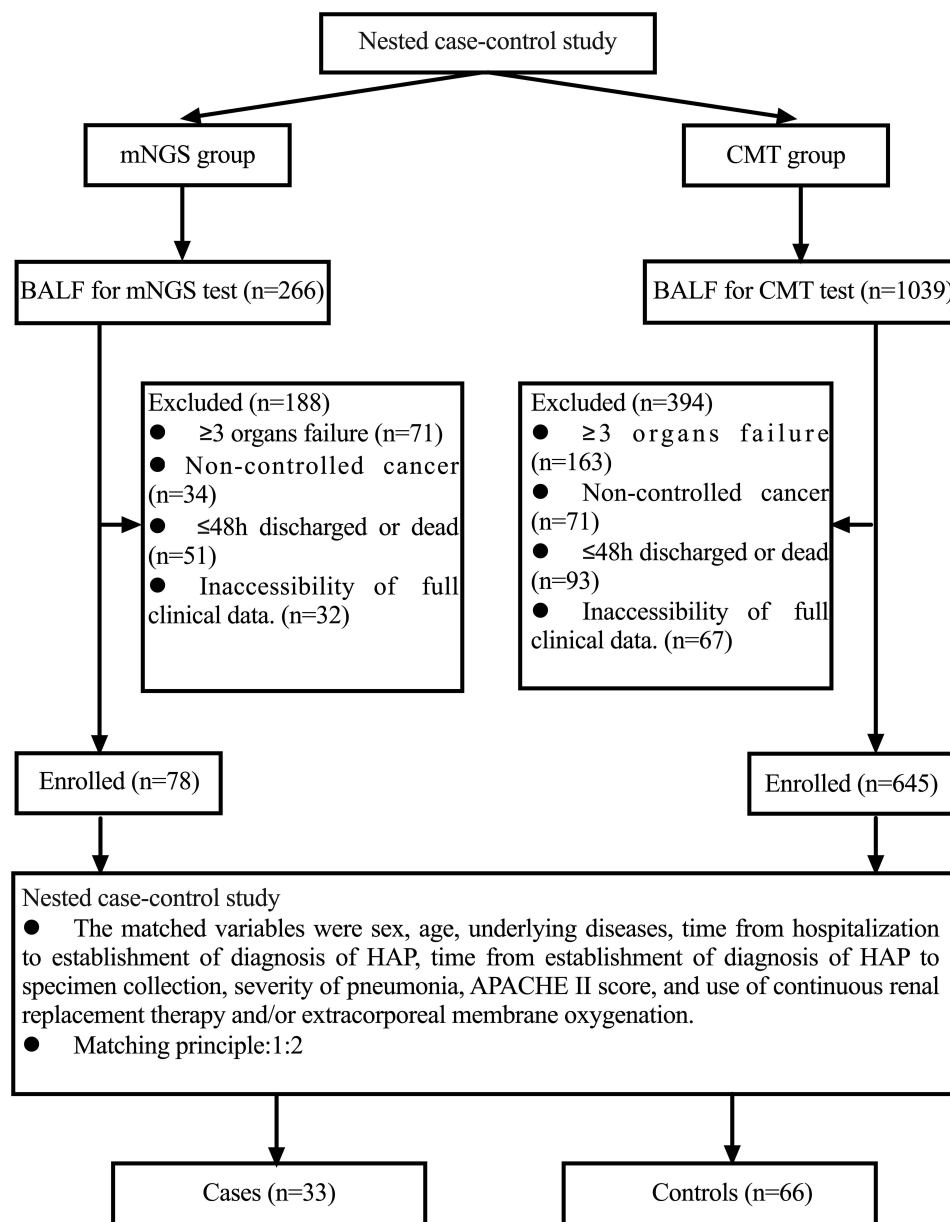 Nested case-control study
mNGS group
CMT group
BALF for mNGS test (n=266)
BALF for CMT test (n=1039)
Excluded (n=188)
● ≥3 organs failure (n=71)
● Non-controlled cancer
(n=34)
● ≤48h discharged or dead
(n=51)
● Inaccessibility of full
clinical data. (n=32)
Excluded (n=394)
● ≥3 organs failure
(n=163)
● Non-controlled cancer
(n=71)
● ≤48h discharged or dead
(n=93)
● Inaccessibility of full
clinical data. (n=67)
Enrolled (n=78)
Enrolled (n=645)
Nested case-control study
● The matched variables were sex, age, underlying diseases, time from hospitalization
to establishment of diagnosis of HAP, time from establishment of diagnosis of HAP to
specimen collection, severity of pneumonia, APACHE II score, and use of continuous renal
replacement therapy and/or extracorporeal membrane oxygenation.
● Matching principle:1:2
Cases (n=33)
Controls (n=66)